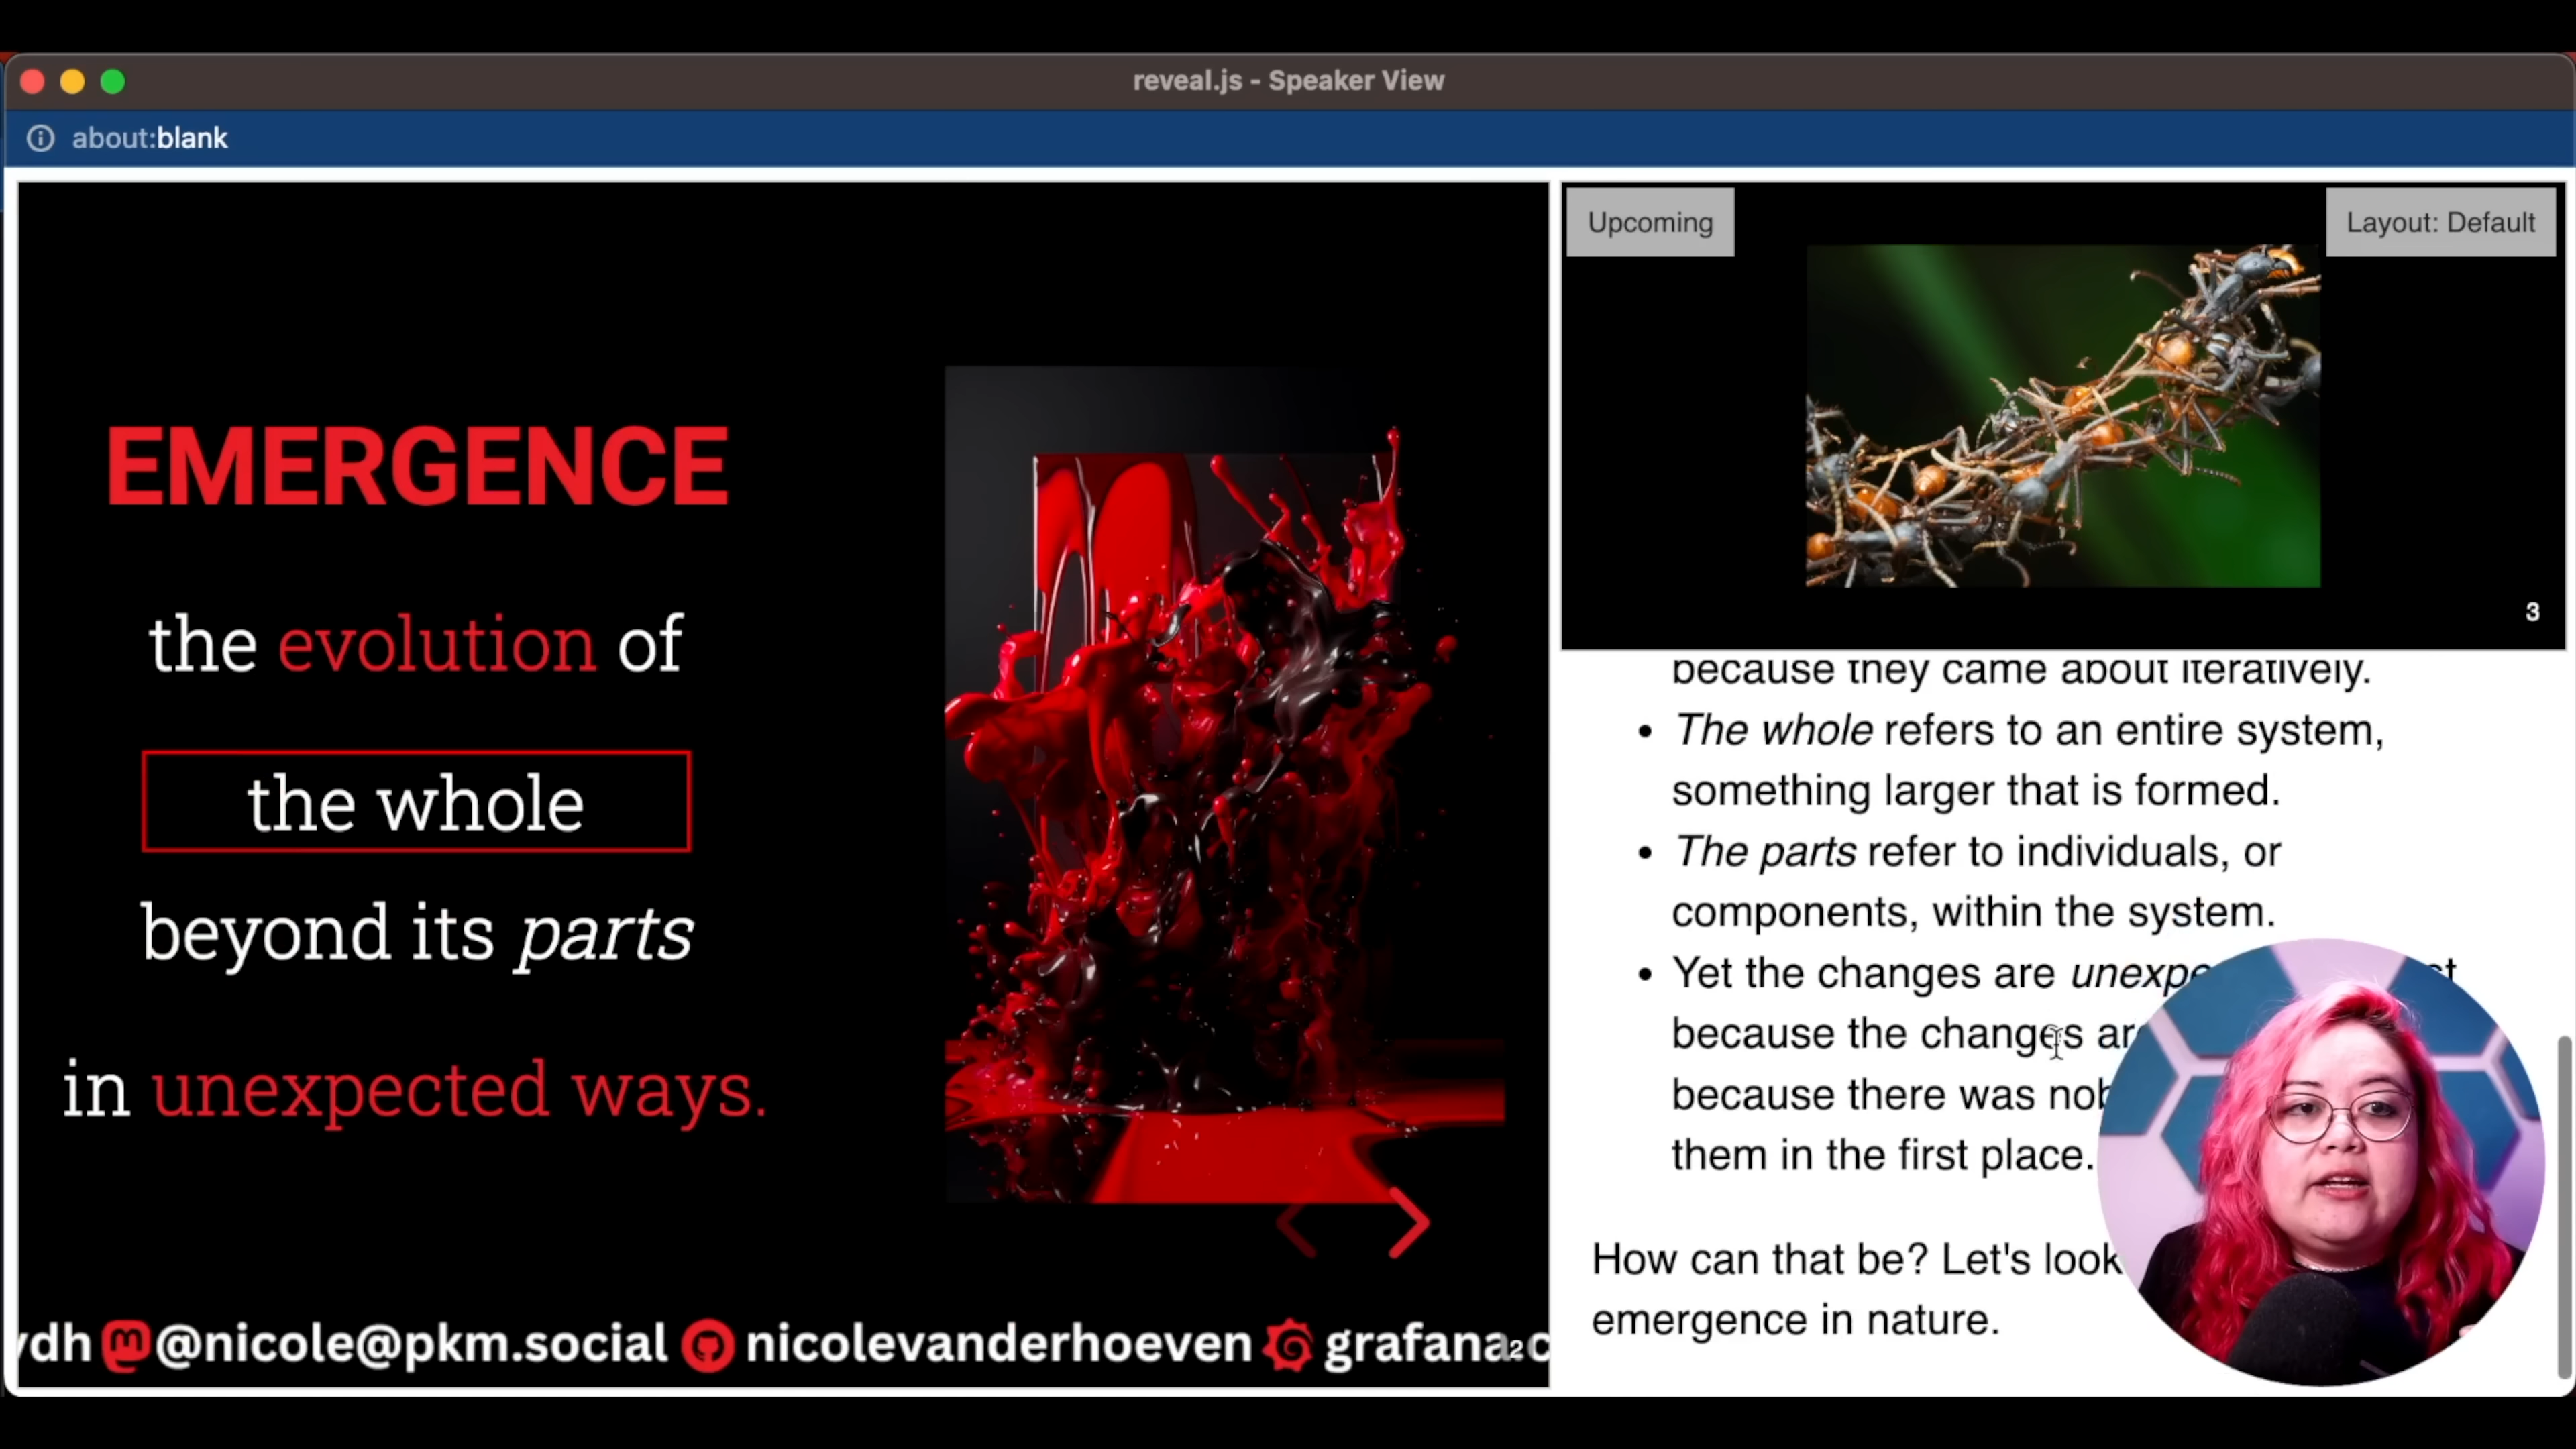 reveal.js - Speaker View
about:blank
EMERGENCE
the evolution of
the whole
beyond its parts
in unexpected ways.
@nicole@pkm.social nicolevanderhoeven
2
Upcoming
Layout: Default
3
because they came about iteratively.
• The whole refers to an entire system,
something larger that is formed.
• The parts refer to individuals, or
components, within the system.
• Yet the changes are
because the changes
because there was
them in the first place.
How can that be? Let's look
emergence in nature.